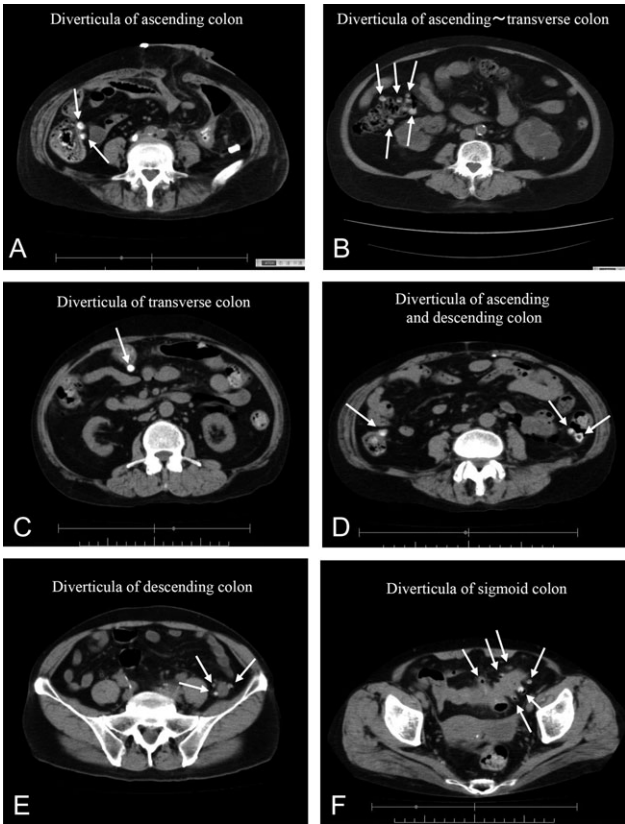 Diverticula of ascending colon
A
Diverticula of ascending～transverse colon
B
Diverticula of transverse colon
C
Diverticula of ascending
and descending colon
D
Diverticula of descending colon
E
Diverticula of sigmoid colon
F